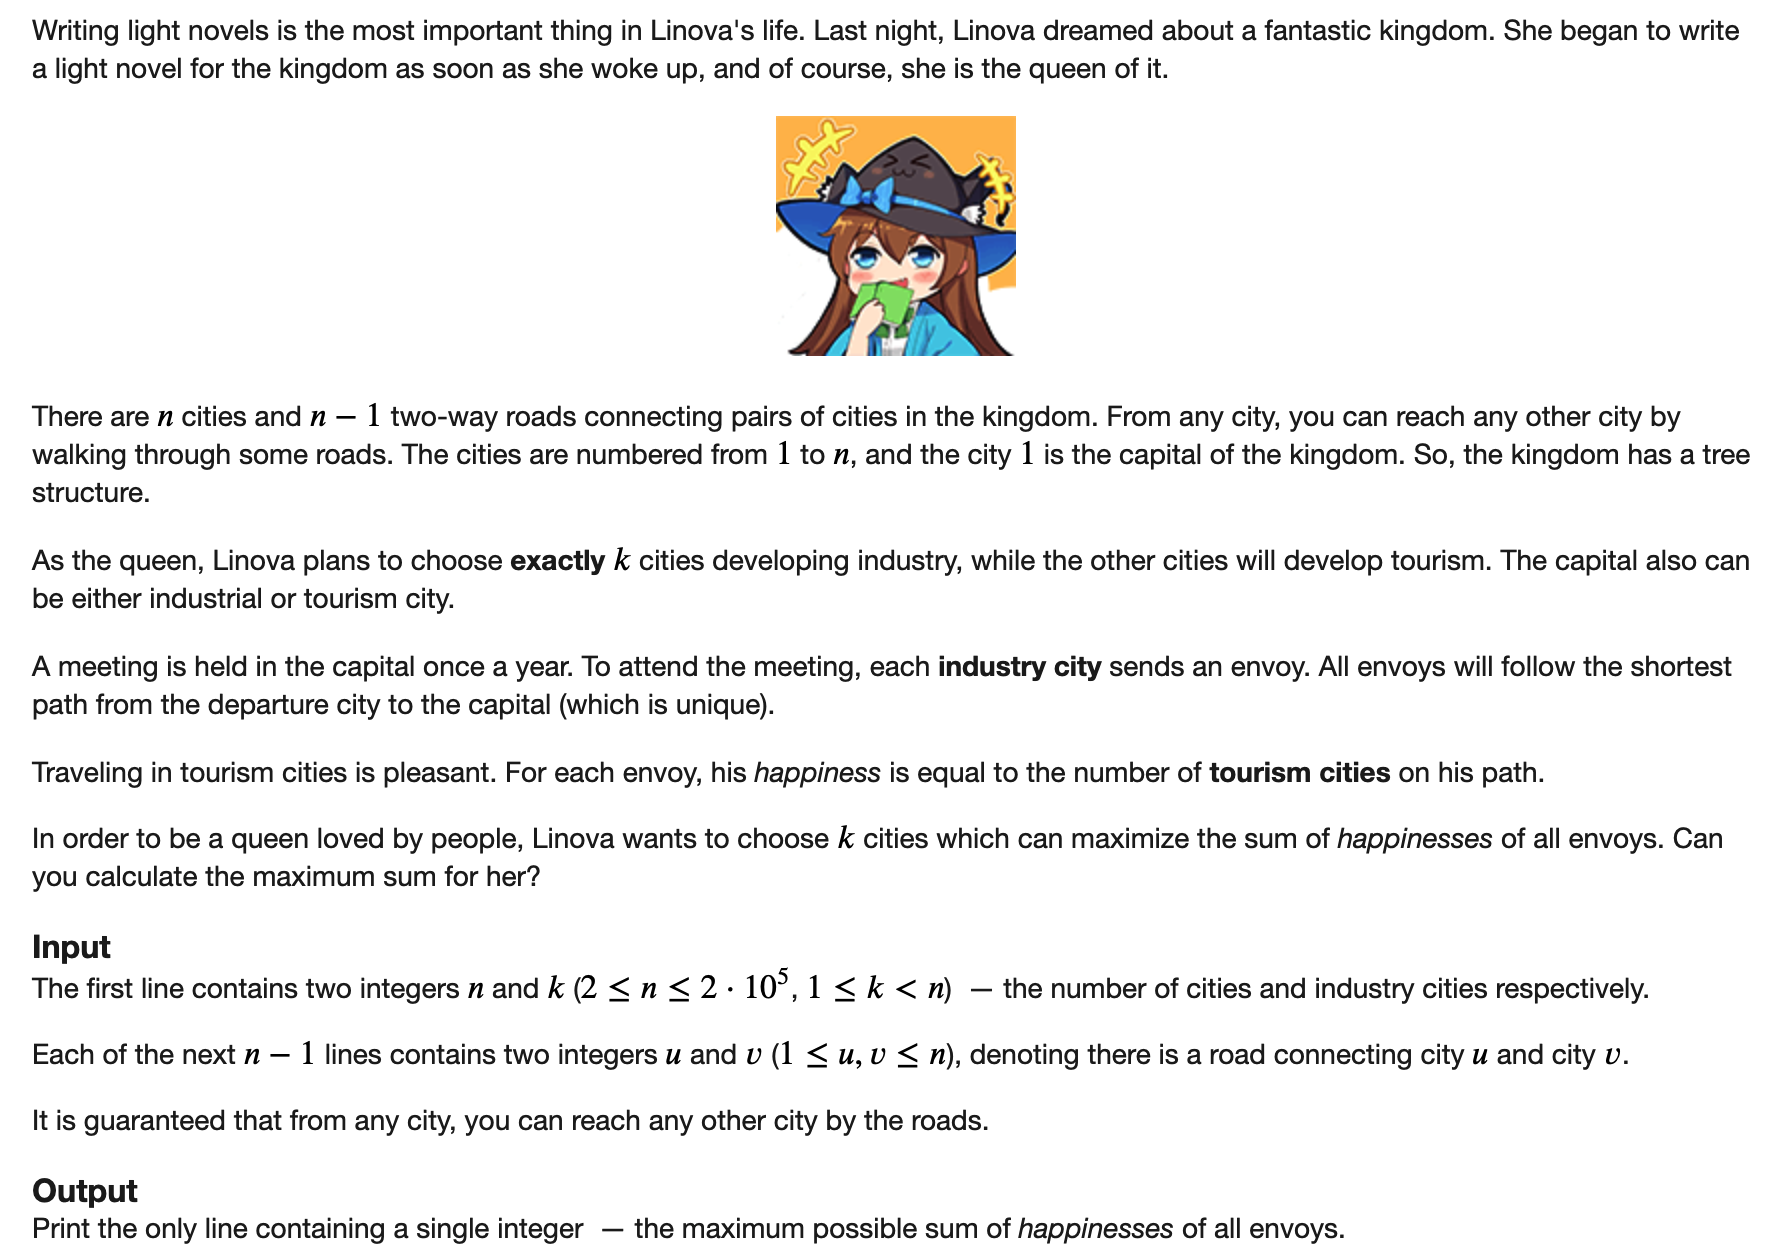 Writing light novels is the most important thing in Linova's life. Last night, Linova dreamed about a fantastic kingdom. She began to write
a light novel for the kingdom as soon as she woke up, and of course, she is the queen of it.
There are n cities and n − 1 two-way roads connecting pairs of cities in the kingdom. From any city, you can reach any other city by
walking through some roads. The cities are numbered from 1 to n, and the city 1 is the capital of the kingdom. So, the kingdom has a tree
structure.
As the queen, Linova plans to choose exactly k cities developing industry, while the other cities will develop tourism. The capital also can
be either industrial or tourism city.
A meeting is held in the capital once a year. To attend the meeting, each industry city sends an envoy. All envoys will follow the shortest
path from the departure city to the capital (which is unique).
Traveling in tourism cities is pleasant. For each envoy, his happiness is equal to the number of tourism cities on his path.
In order to be a queen loved by people, Linova wants to choose k cities which can maximize the sum of happinesses of all envoys. Can
you calculate the maximum sum for her?
Input
The first line contains two integers n and k (2 ≤ n ≤ 2 · 10⁵, 1 ≤ k < n) — the number of cities and industry cities respectively.
Each of the next n − 1 lines contains two integers u and v (1 ≤ u, v ≤ n), denoting there is a road connecting city u and city v.
It is guaranteed that from any city, you can reach any other city by the roads.
Output
Print the only line containing a single integer — the maximum possible sum of happinesses of all envoys.